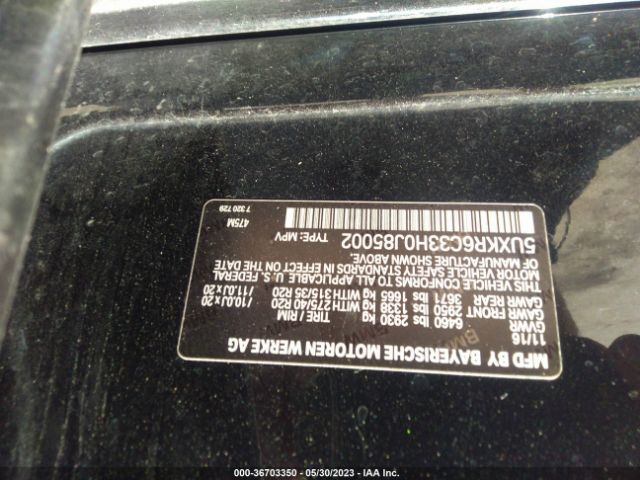 MFD BY BAYERISCHE MOTOREN WERKE AG
11/16
GVWR TIRE / RIM
6460 lbs 2930 kg
GAWR FRONT 2950 lbs 1338 kg WITH 275/40 R20 /10.0J x 20
GAWR REAR 3671 lbs 1665 kg WITH 315/35 R20 /11.0J x 20
THIS VEHICLE CONFORMS TO ALL APPLICABLE U. S. FEDERAL
MOTOR VEHICLE SAFETY STANDARDS IN EFFECT ON THE DATE
OF MANUFACTURE SHOWN ABOVE.
5UXKR6C33H0J85002 TYPE: MPV
475M
7 320 729
000-36703350 - 05/30/2023 - IAA Inc.